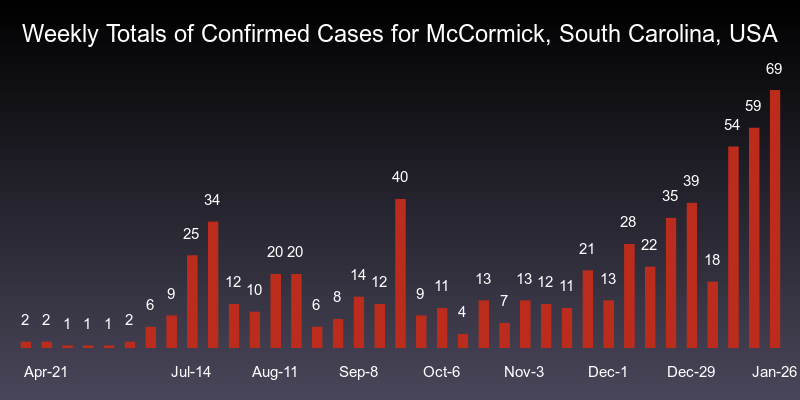 Weekly Totals of Confirmed Cases for McCormick, South Carolina, USA
2 2 1 1 1 2 6 9 25 34 12 10 20 20 6 8 14 12 40 9 11 4 13 7 13 12 11 21 13 28 22 35 39 18 54 59 69
Apr-21 Jul-14 Aug-11 Sep-8 Oct-6 Nov-3 Dec-1 Dec-29 Jan-26